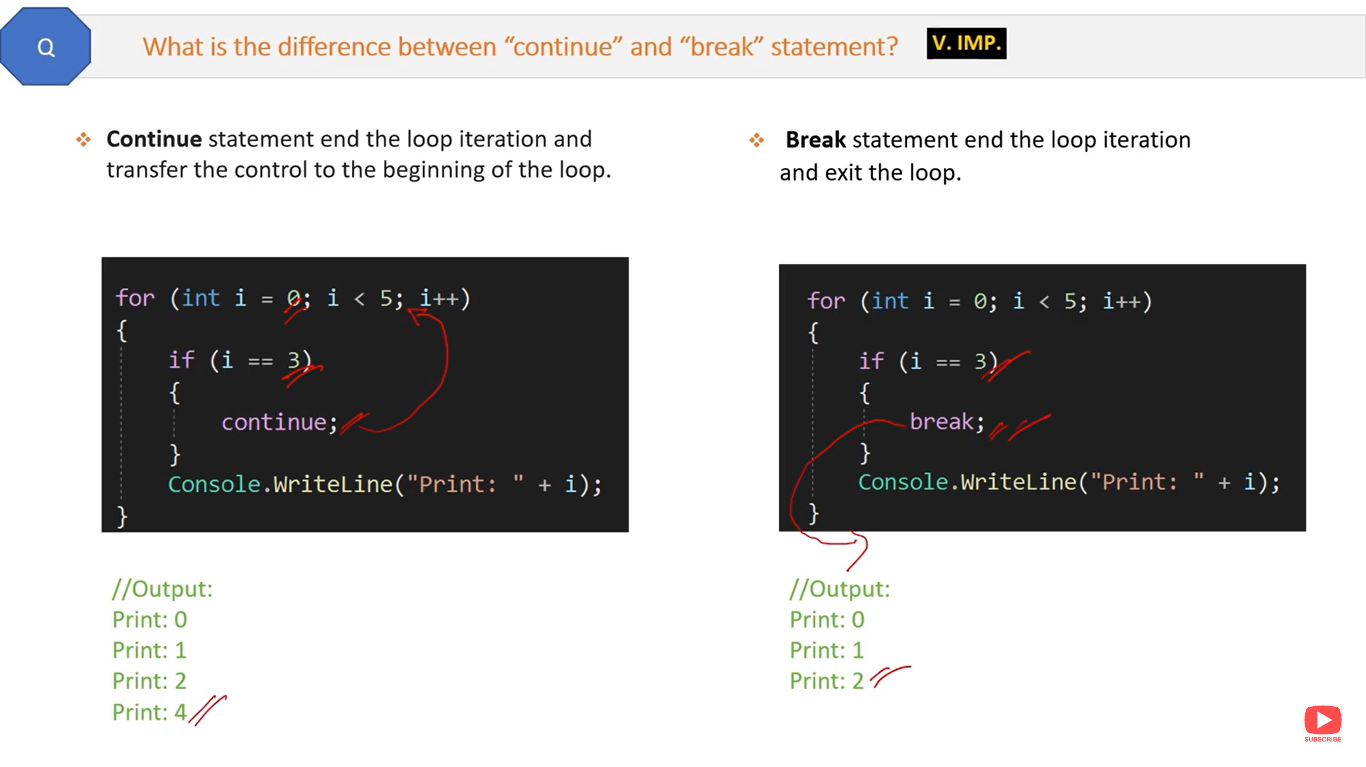 Q
What is the difference between “continue” and “break” statement?
V. IMP.
❖ Continue statement end the loop iteration and
transfer the control to the beginning of the loop.
for (int i = 0; i < 5; i++)
{
if (i == 3)
{
continue;
}
Console.WriteLine("Print: " + i);
}
//Output:
Print: 0
Print: 1
Print: 2
Print: 4
❖ Break statement end the loop iteration
and exit the loop.
for (int i = 0; i < 5; i++)
{
if (i == 3)
{
break;
}
Console.WriteLine("Print: " + i);
}
//Output:
Print: 0
Print: 1
Print: 2
SUBSCRIBE